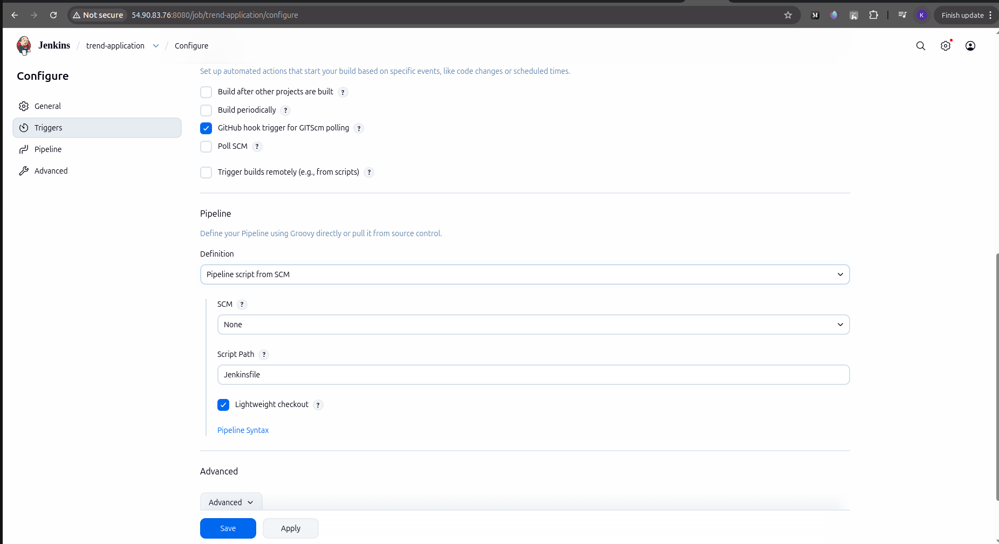 Not secure 54.90.83.76:8080/job/trend-application/configure
M K Finish update
Jenkins / trend-application / Configure
Configure
General
Triggers
Pipeline
Advanced
Set up automated actions that start your build based on specific events, like code changes or scheduled times.
Build after other projects are built ?
Build periodically ?
GitHub hook trigger for GITScm polling ?
Poll SCM ?
Trigger builds remotely (e.g., from scripts) ?
Pipeline
Define your Pipeline using Groovy directly or pull it from source control.
Definition
Pipeline script from SCM
SCM ?
None
Script Path ?
Jenkinsfile
Lightweight checkout ?
Pipeline Syntax
Advanced
Advanced
Save Apply